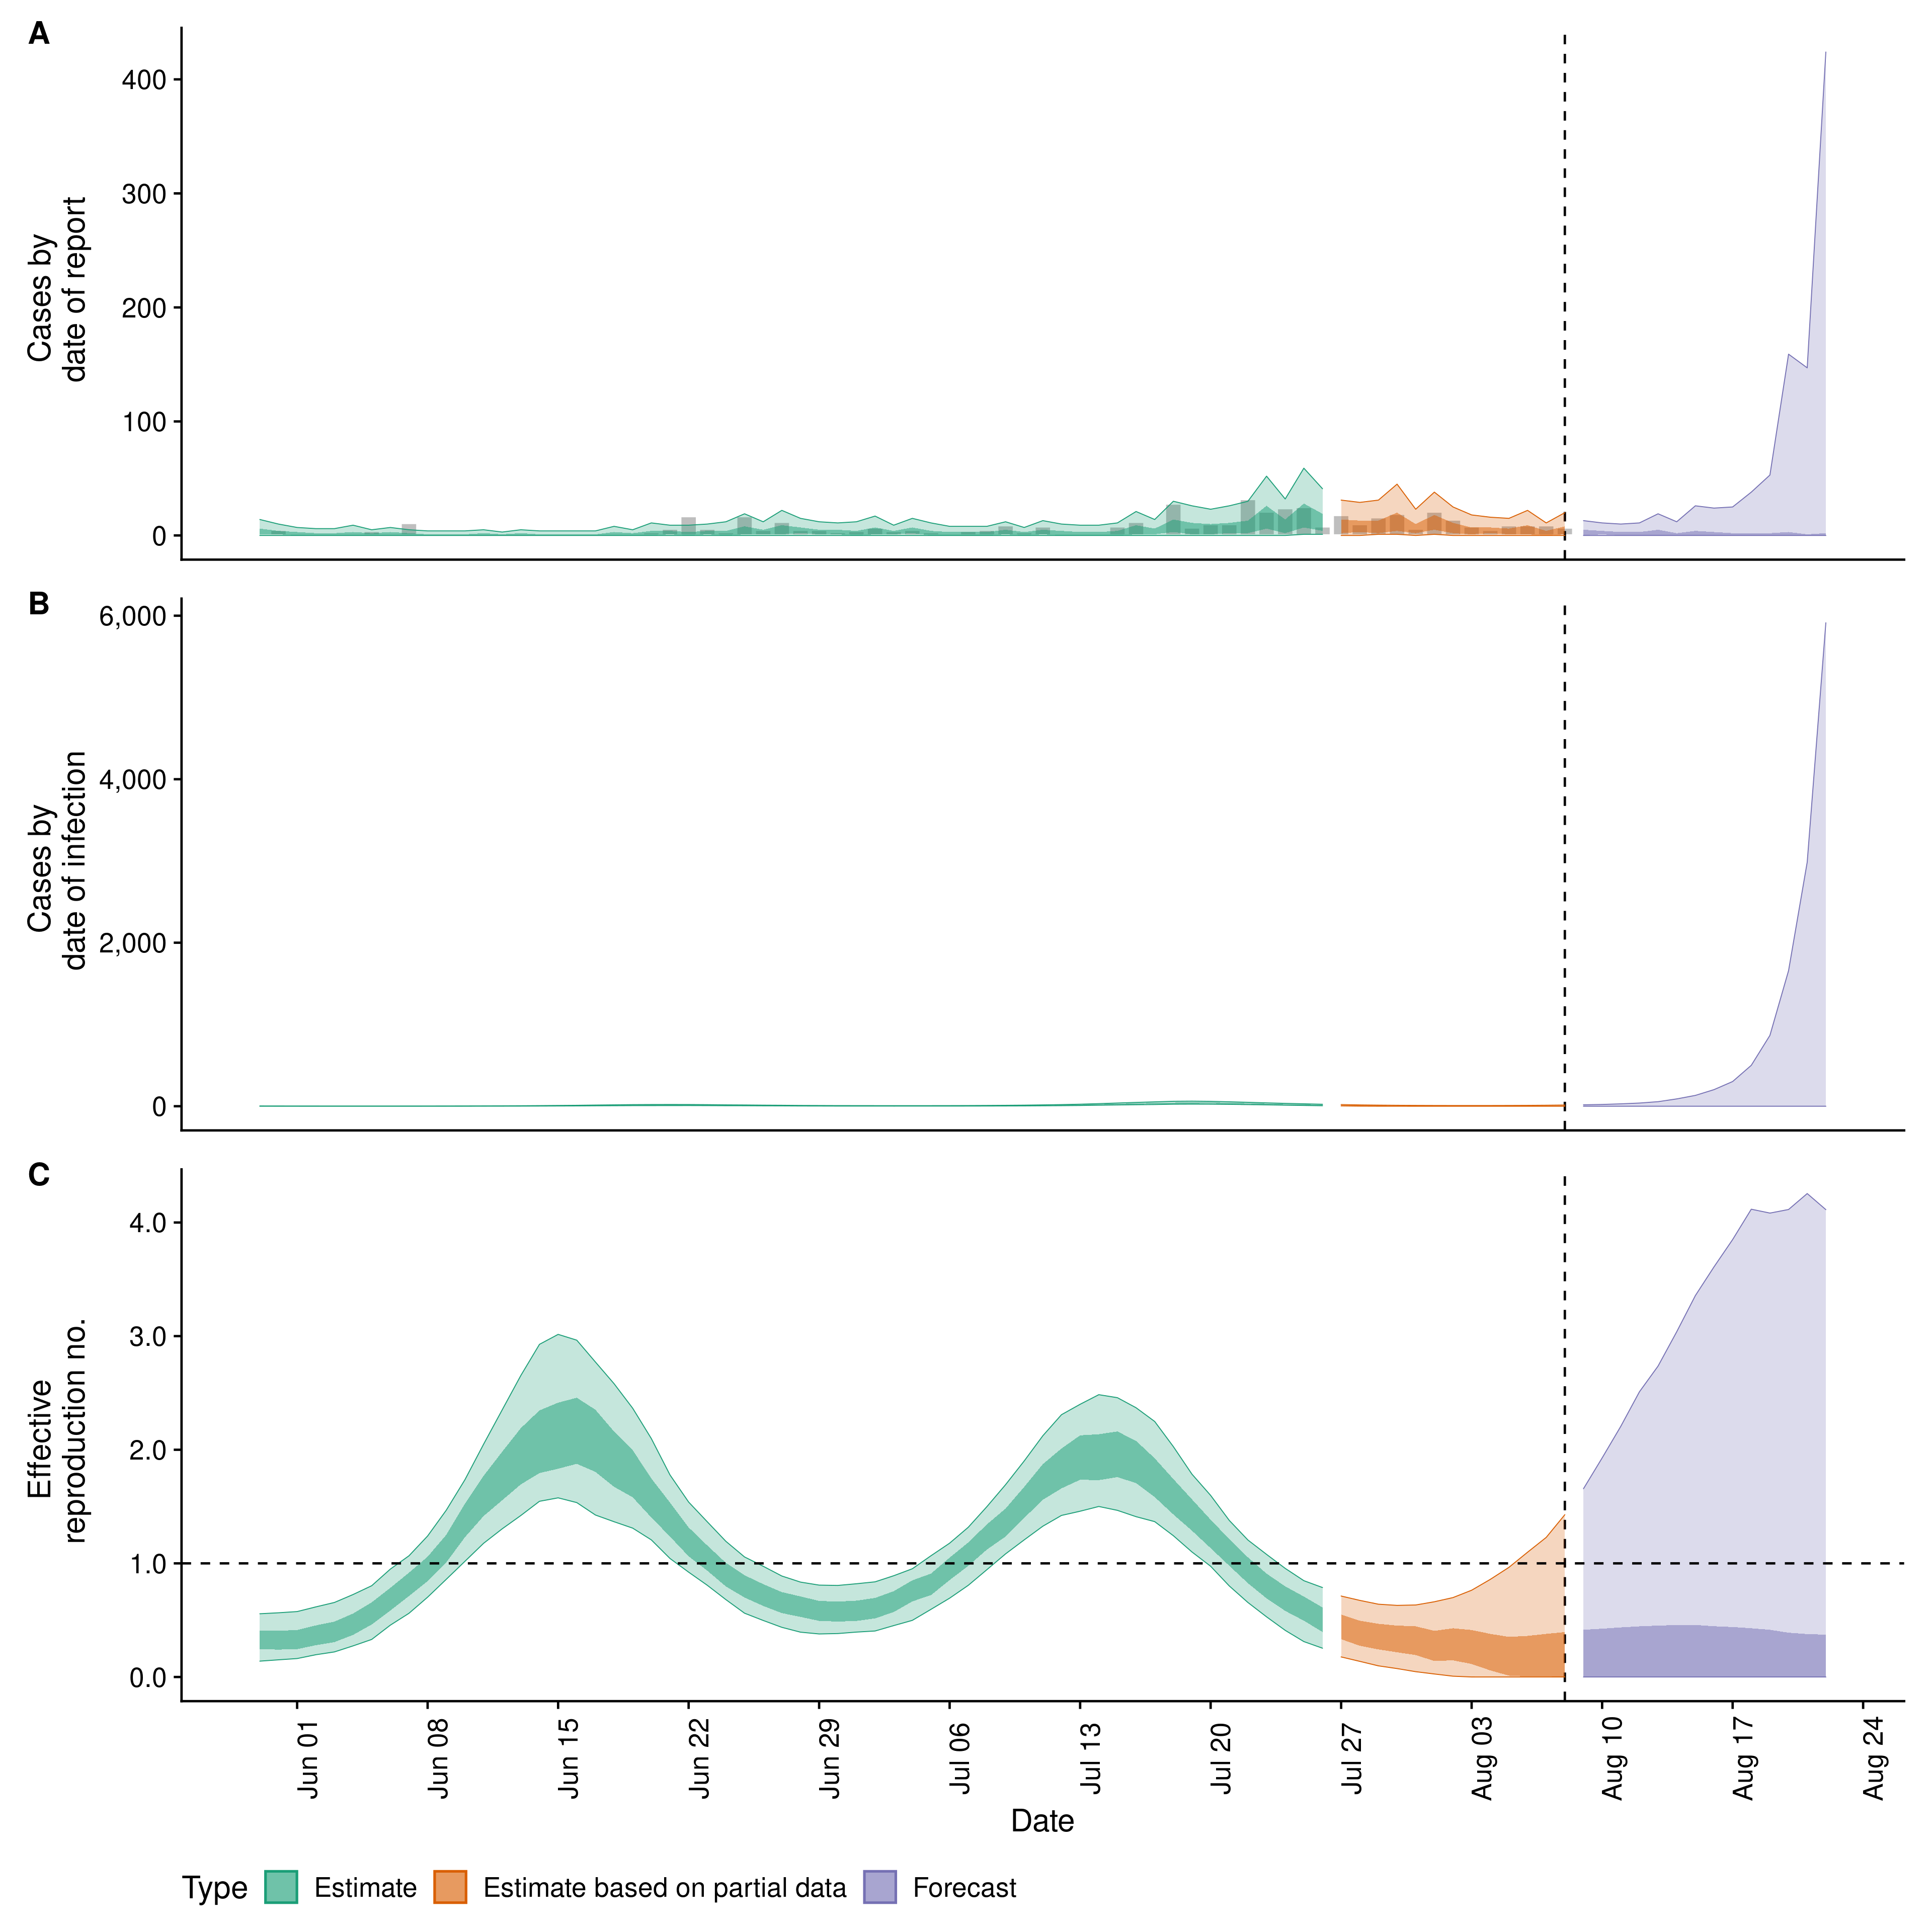 A
Cases by
date of report
400
300
200
100
0
B
Cases by
date of infection
6,000
4,000
2,000
0
C
Effective
reproduction no.
4.0
3.0
2.0
1.0
0.0
Jun 01
Jun 08
Jun 15
Jun 22
Jun 29
Jul 06
Jul 13
Jul 20
Jul 27
Aug 03
Aug 10
Aug 17
Aug 24
Date
Type Estimate Estimate based on partial data Forecast